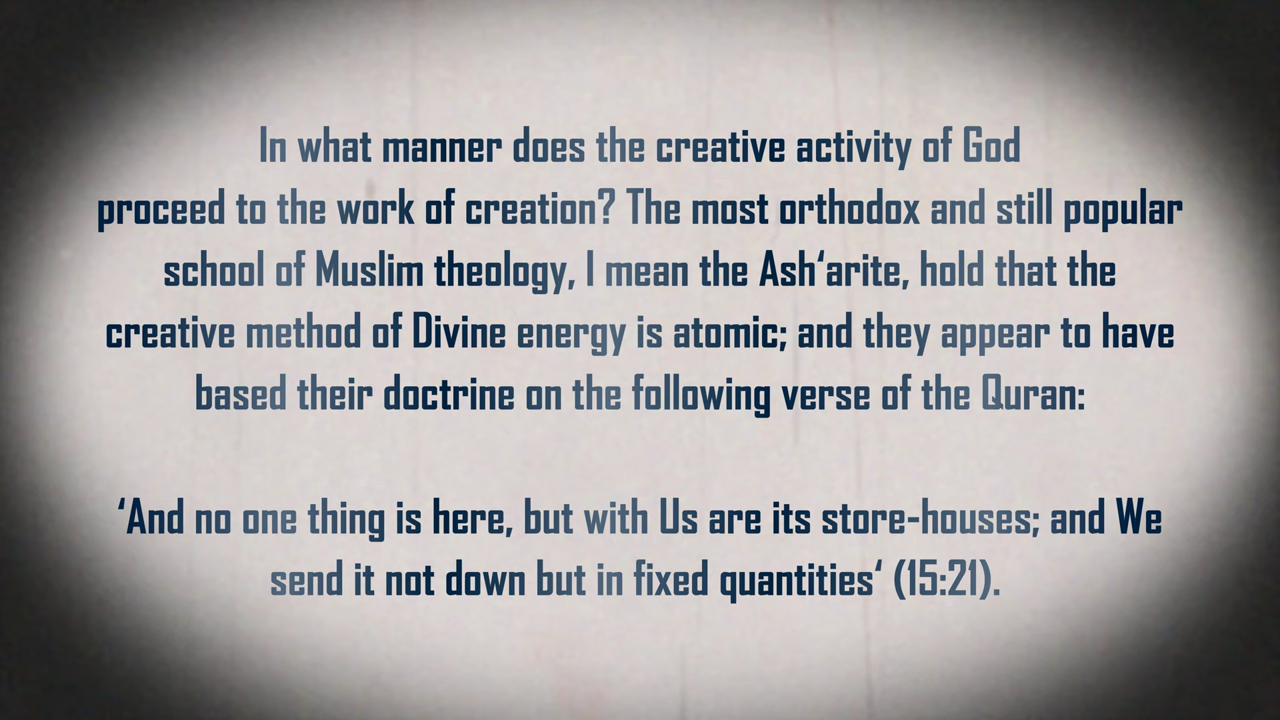 In what manner does the creative activity of God
proceed to the work of creation? The most orthodox and still popular
school of Muslim theology, I mean the Ash‘arite, hold that the
creative method of Divine energy is atomic; and they appear to have
based their doctrine on the following verse of the Quran:
‘And no one thing is here, but with Us are its store-houses; and We
send it not down but in fixed quantities‘ (15:21).